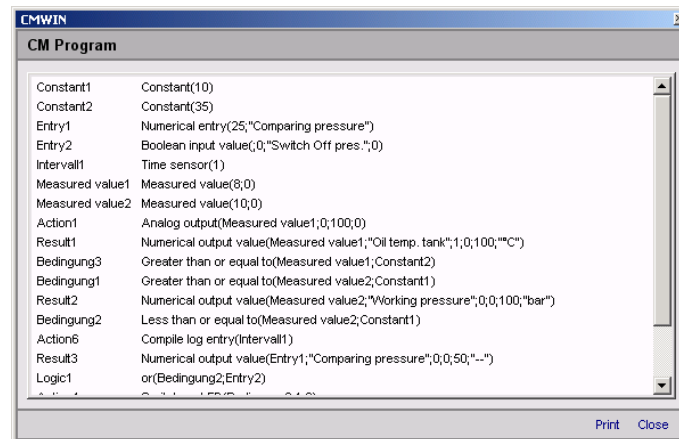 CMWIN
CM Program
Constant1 Constant(10)
Constant2 Constant(35)
Entry1 Numerical entry(25;"Comparing pressure")
Entry2 Boolean input value(;0;"Switch Off pres.";0)
Intervall1 Time sensor(1)
Measured value1 Measured value(8;0)
Measured value2 Measured value(10;0)
Action1 Analog output(Measured value1;0;100;0)
Result1 Numerical output value(Measured value1;"Oil temp. tank";1;0;100;"°C")
Bedingung3 Greater than or equal to(Measured value1;Constant2)
Bedingung1 Greater than or equal to(Measured value2;Constant1)
Result2 Numerical output value(Measured value2;"Working pressure";0;0;100;"bar")
Bedingung2 Less than or equal to(Measured value2;Constant1)
Action6 Compile log entry(Intervall1)
Result3 Numerical output value(Entry1;"Comparing pressure";0;0;50;"--")
Logic1 or(Bedingung2;Entry2)
Print Close